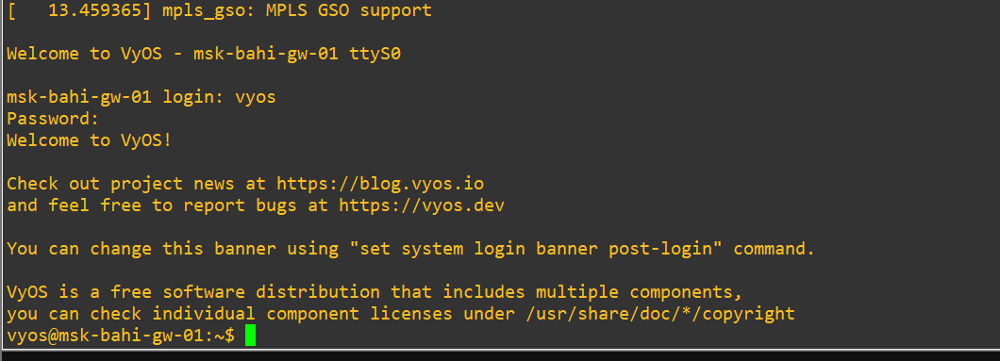 [   13.459365] mpls_gso: MPLS GSO support
Welcome to VyOS - msk-bahi-gw-01 ttyS0
msk-bahi-gw-01 login: vyos
Password:
Welcome to VyOS!
Check out project news at https://blog.vyos.io
and feel free to report bugs at https://vyos.dev
You can change this banner using "set system login banner post-login" command.
VyOS is a free software distribution that includes multiple components,
you can check individual component licenses under /usr/share/doc/*/copyright
vyos@msk-bahi-gw-01:~$